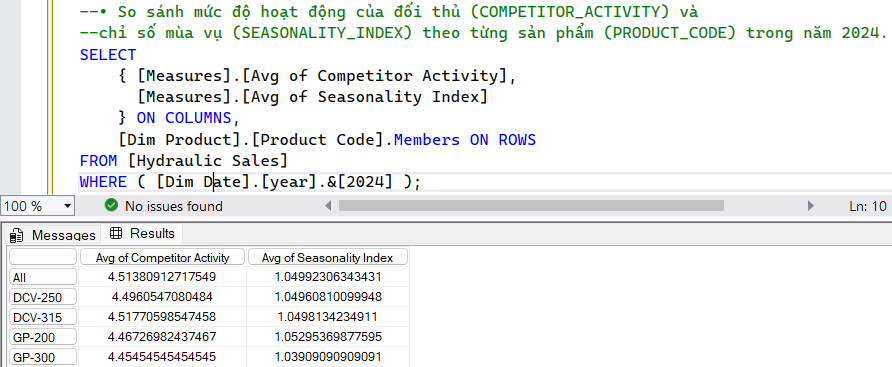 --• So sánh mức độ hoạt động của đối thủ (COMPETITOR_ACTIVITY) và
--chỉ số mùa vụ (SEASONALITY_INDEX) theo từng sản phẩm (PRODUCT_CODE) trong năm 2024.
SELECT
{ [Measures].[Avg of Competitor Activity],
[Measures].[Avg of Seasonality Index]
} ON COLUMNS,
[Dim Product].[Product Code].Members ON ROWS
FROM [Hydraulic Sales]
WHERE ( [Dim Date].[year].&[2024] );
100 % No issues found Ln: 10
Messages Results
Avg of Competitor Activity Avg of Seasonality Index
All 4.51380912717549 1.04992306343431
DCV-250 4.4960547080484 1.04960810099948
DCV-315 4.51770598547458 1.0498134234911
GP-200 4.46726982437467 1.05295369877595
GP-300 4.45454545454545 1.03909090909091